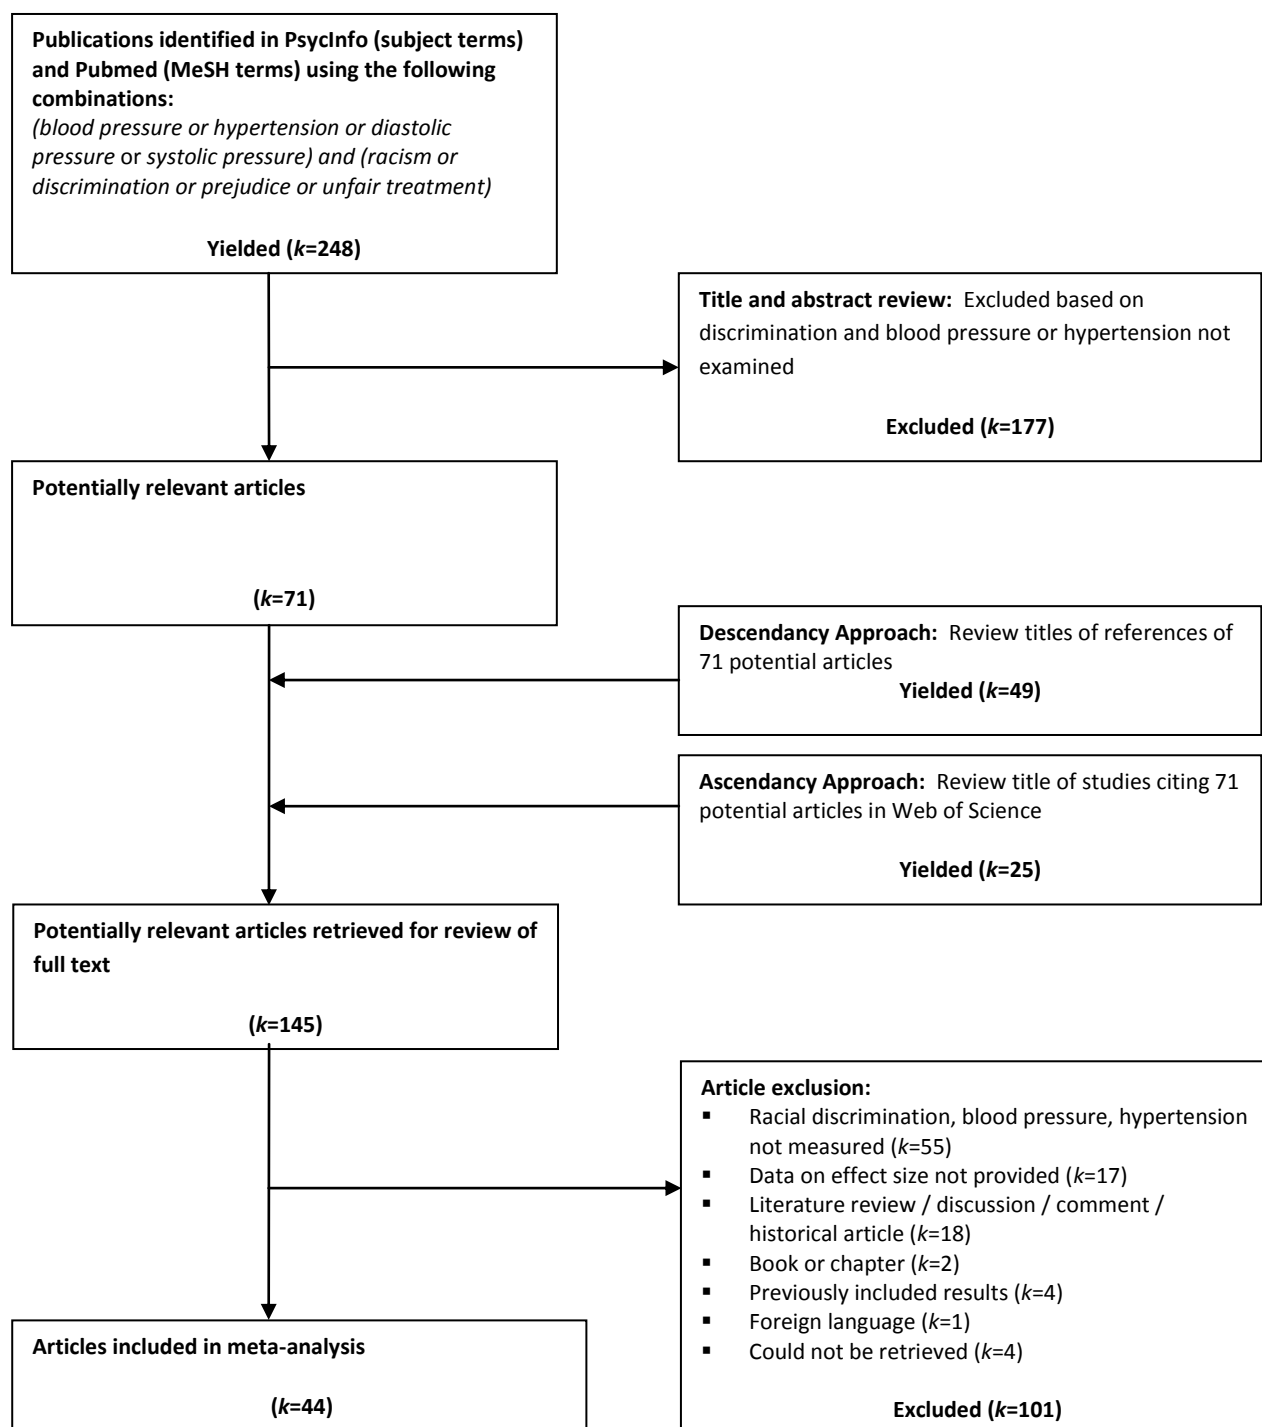 Publications identified in PsycInfo (subject terms)
and Pubmed (MeSH terms) using the following
combinations:
(blood pressure or hypertension or diastolic
pressure or systolic pressure) and (racism or
discrimination or prejudice or unfair treatment)
Yielded (k=248)
Title and abstract review: Excluded based on
discrimination and blood pressure or hypertension not
examined
Excluded (k=177)
Potentially relevant articles
(k=71)
Descendancy Approach: Review titles of references of
71 potential articles
Yielded (k=49)
Ascendancy Approach: Review title of studies citing 71
potential articles in Web of Science
Yielded (k=25)
Potentially relevant articles retrieved for review of
full text
(k=145)
Article exclusion:
▪ Racial discrimination, blood pressure, hypertension
not measured (k=55)
▪ Data on effect size not provided (k=17)
▪ Literature review / discussion / comment /
historical article (k=18)
▪ Book or chapter (k=2)
▪ Previously included results (k=4)
▪ Foreign language (k=1)
▪ Could not be retrieved (k=4)
Excluded (k=101)
Articles included in meta-analysis
(k=44)